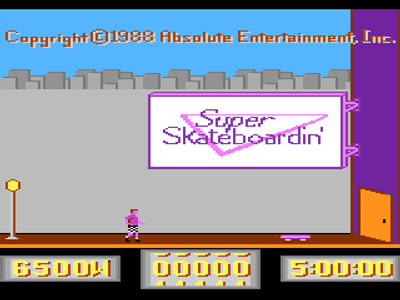 Copyright©1988 Absolute Entertainment, Inc.
Super
Skateboardin'
6500W 00000 5:00:00